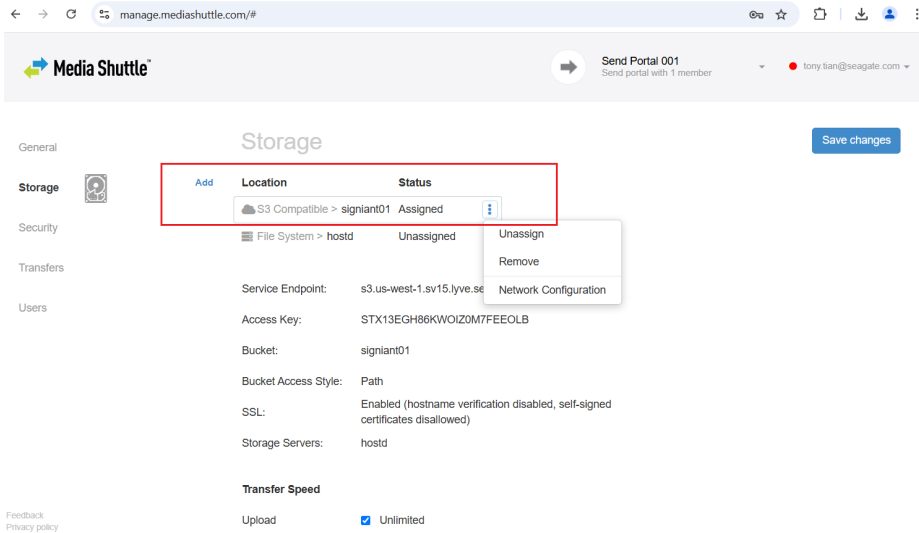 manage.mediashuttle.com/#
Media Shuttle™
Send Portal 001
Send portal with 1 member
tony.tian@seagate.com
General
Storage
Security
Transfers
Users
Storage
Save changes
Add Location Status
S3 Compatible > signiant01 Assigned
File System > hostd Unassigned
Unassign
Remove
Network Configuration
Service Endpoint: s3.us-west-1.sv15.lyve.se
Access Key: STX13EGH86KWOIZ0M7FEEOLB
Bucket: signiant01
Bucket Access Style: Path
SSL: Enabled (hostname verification disabled, self-signed
certificates disallowed)
Storage Servers: hostd
Transfer Speed
Upload Unlimited
Feedback
Privacy policy